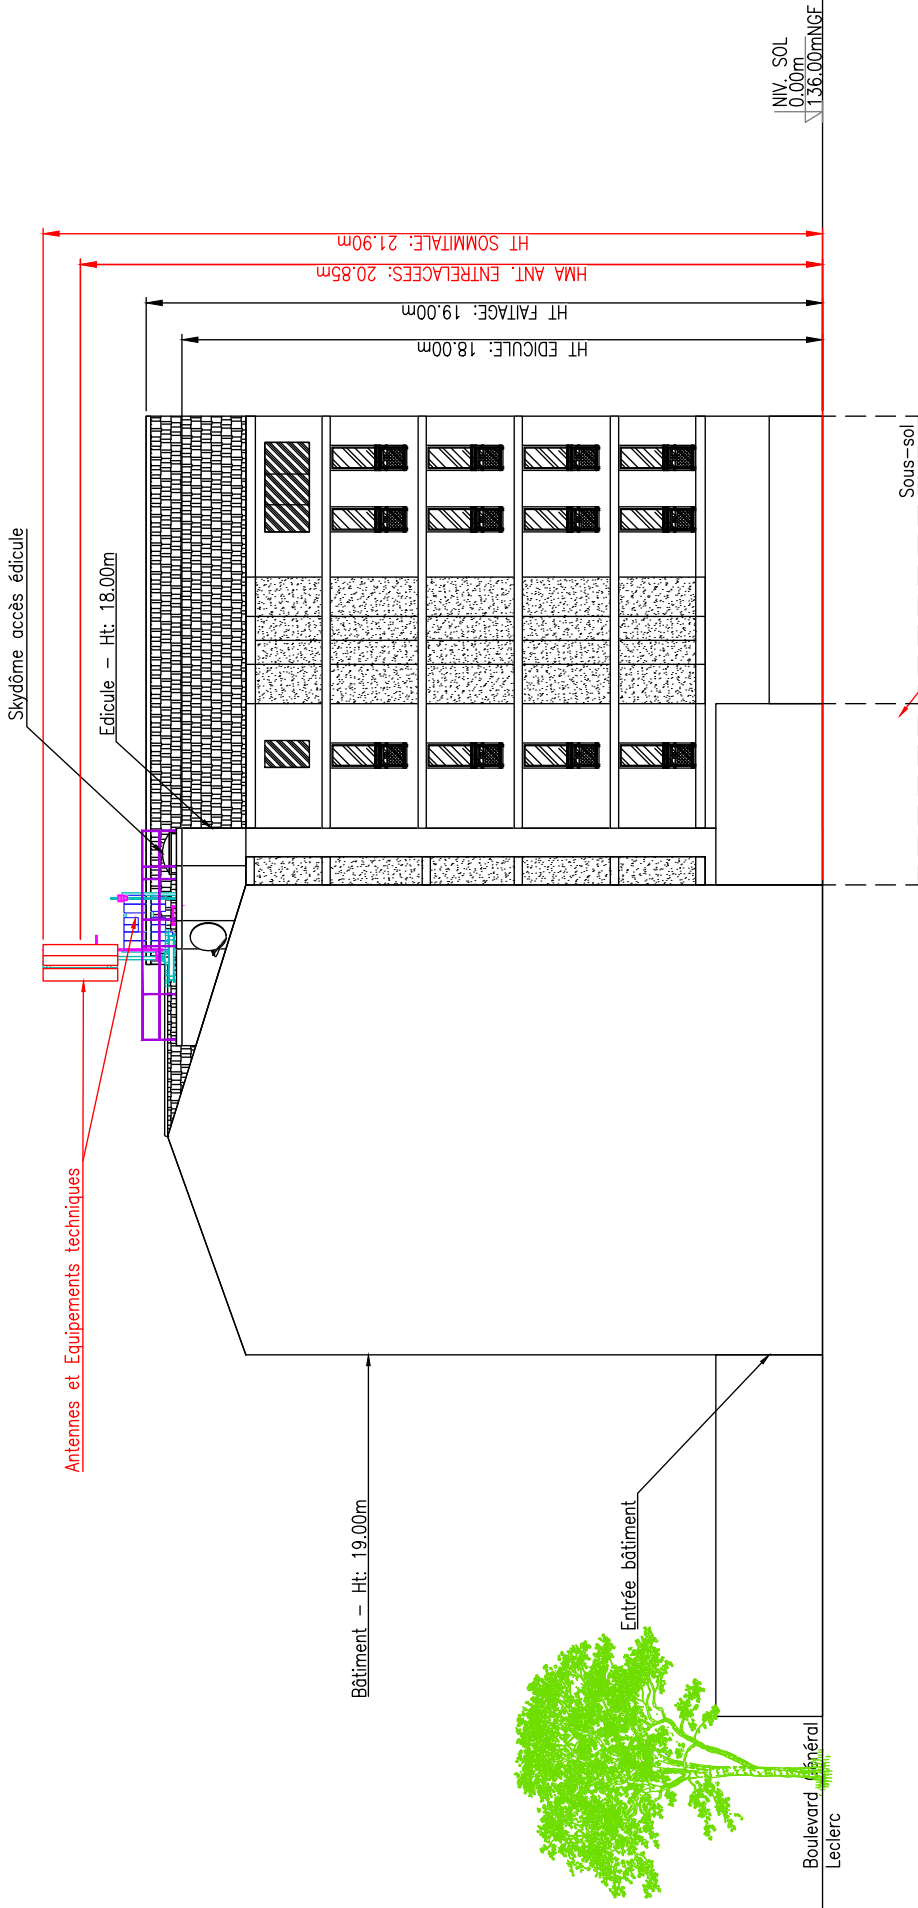 Skydôme accès édicule
Edicule - Ht: 18.00m
Antennes et Equipements techniques
Bâtiment - Ht: 19.00m
Entrée bâtiment
Boulevard Général
Leclerc
HT SOMMITALE: 21.90m
HMA ANT. ENTRELACEES: 20.85m
HT FAITAGE: 19.00m
HT EDICULE: 18.00m
NIV. SOL
0.00m
136.00mNGF
Sous-sol